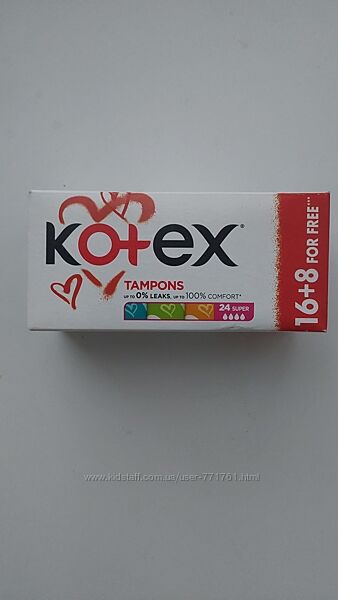 KOTEX®
TAMPONS
UP TO 0% LEAKS, UP TO 100% COMFORT*
24 SUPER
16+8 FOR FREE***
www.kidstaff.com.ua/user-771751.html